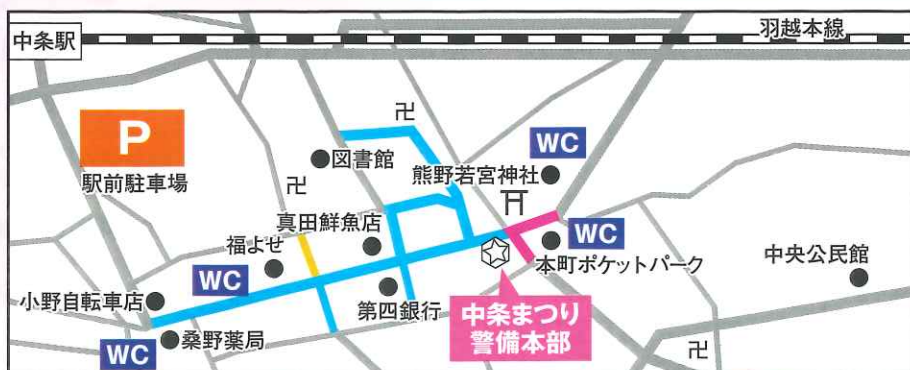 中条駅
羽越本線
P
駅前駐車場
卍
卍
図書館
WC
熊野若宮神社
真田鮮魚店
福よせ
WC
WC
本町ポケットパーク
中央公民館
小野自転車店
第四銀行
中条まつり
警備本部
桑野薬局
WC
卍